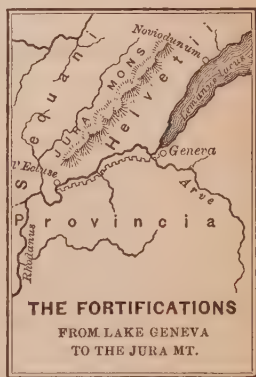 Sequani
JURA MONS
Helvetii
Noviodunum
Lemannus Lacus
Geneva
l'Ecluse
Arve
Provincia
Rhodanus
THE FORTIFICATIONS
FROM LAKE GENEVA
TO THE JURA MT.